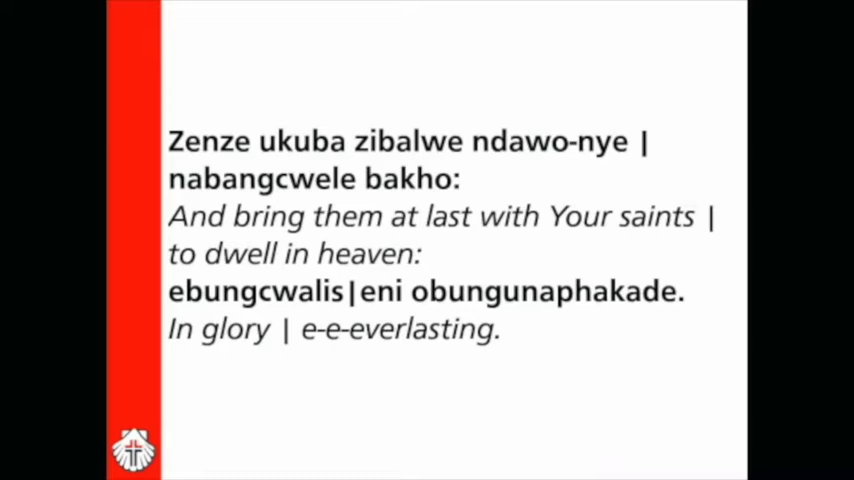 Zenze ukuba zibalwe ndawo-nye |
nabangcwele bakho:
And bring them at last with Your saints |
to dwell in heaven:
ebungcwalis|eni obungunaphakade.
In glory | e-e-everlasting.